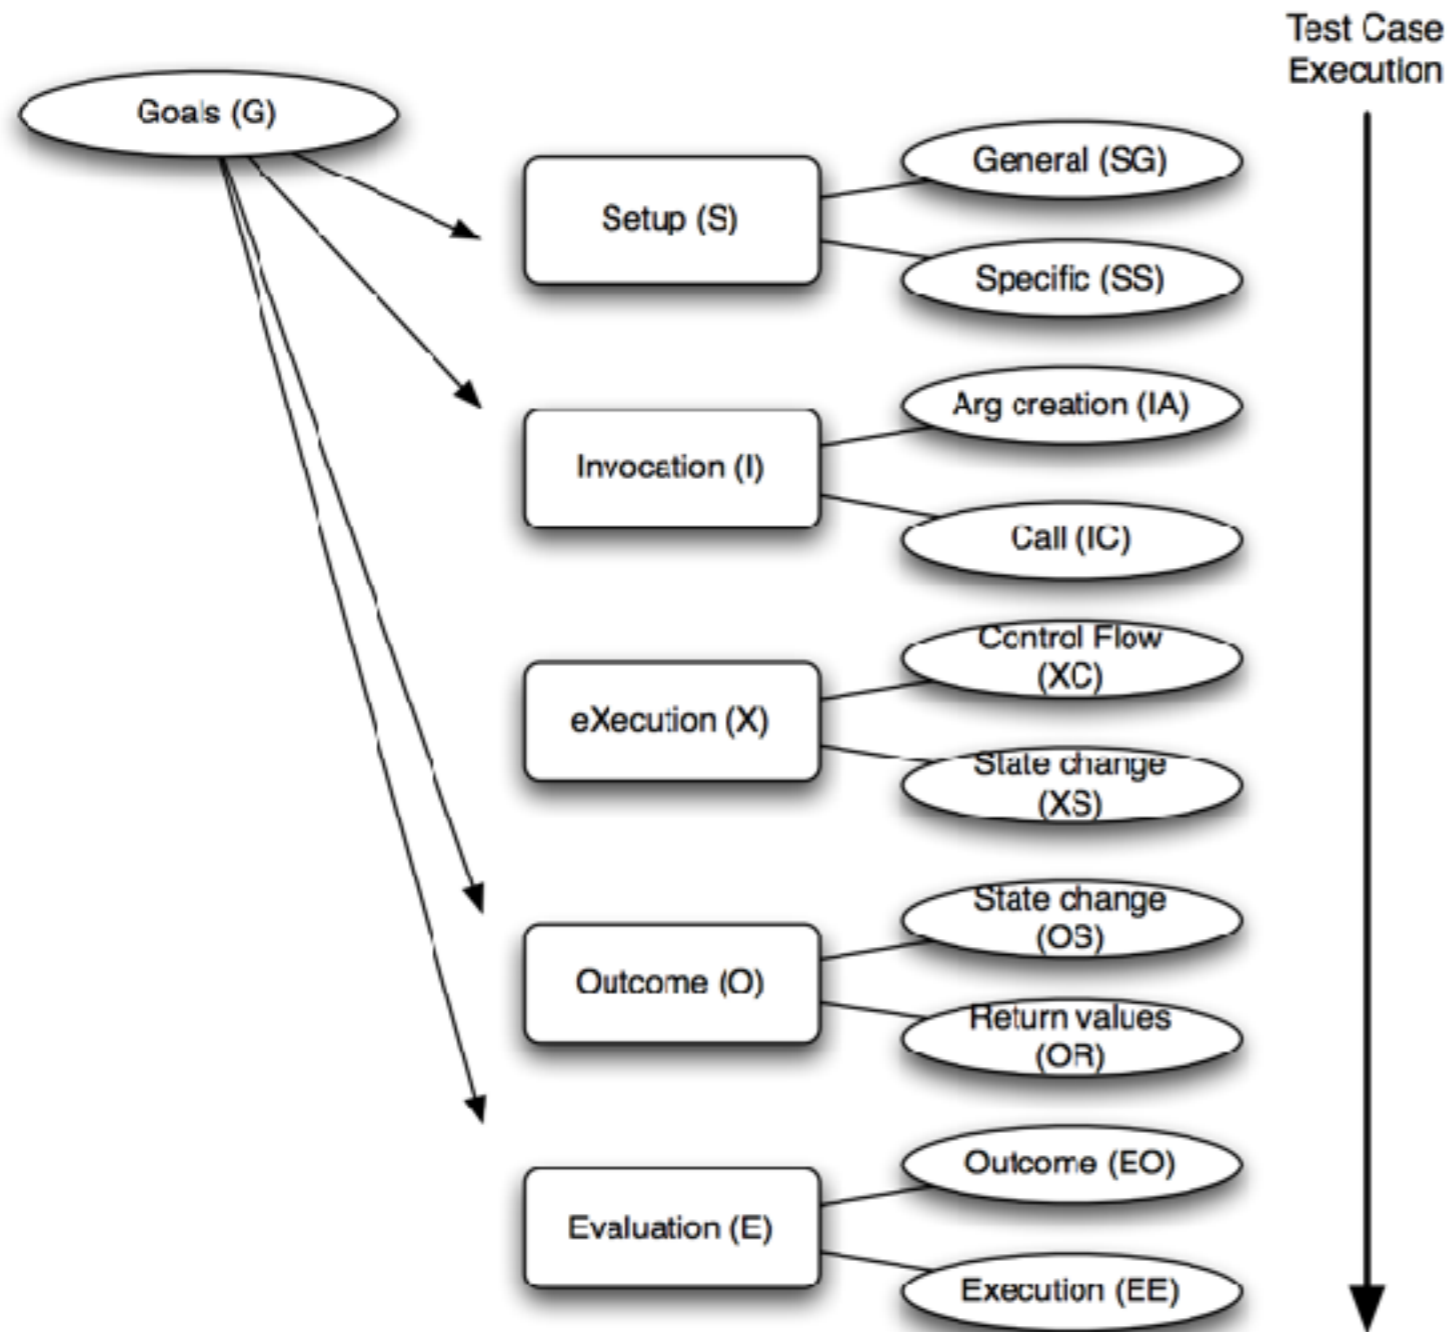 Test Case
Execution
Goals (G)
General (SG)
Setup (S)
Specific (SS)
Arg creation (IA)
Invocation (I)
Call (IC)
Control Flow
(XC)
eXecution (X)
State change
(XS)
State change
(OS)
Outcome (O)
Return values
(OR)
Outcome (EO)
Evaluation (E)
Execution (EE)